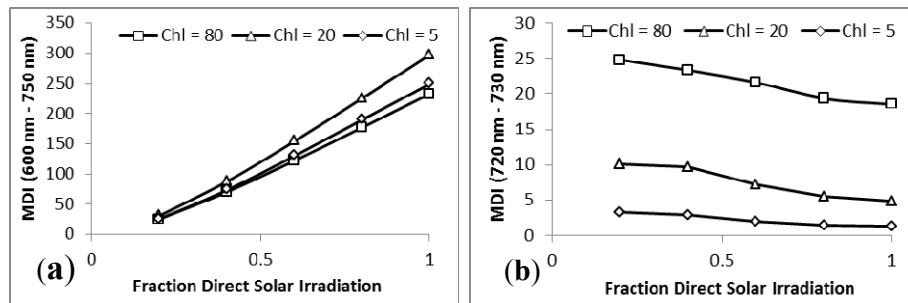 350
300
250
200
150
100
50
0
MDI (600 nm - 750 nm)
Chl = 80 Chl = 20 Chl = 5
0 0.5 1
Fraction Direct Solar Irradiation
(a)
30
25
20
15
10
5
0
MDI (720 nm - 730 nm)
Chl = 80 Chl = 20 Chl = 5
0 0.5 1
Fraction Direct Solar Irradiation
(b)